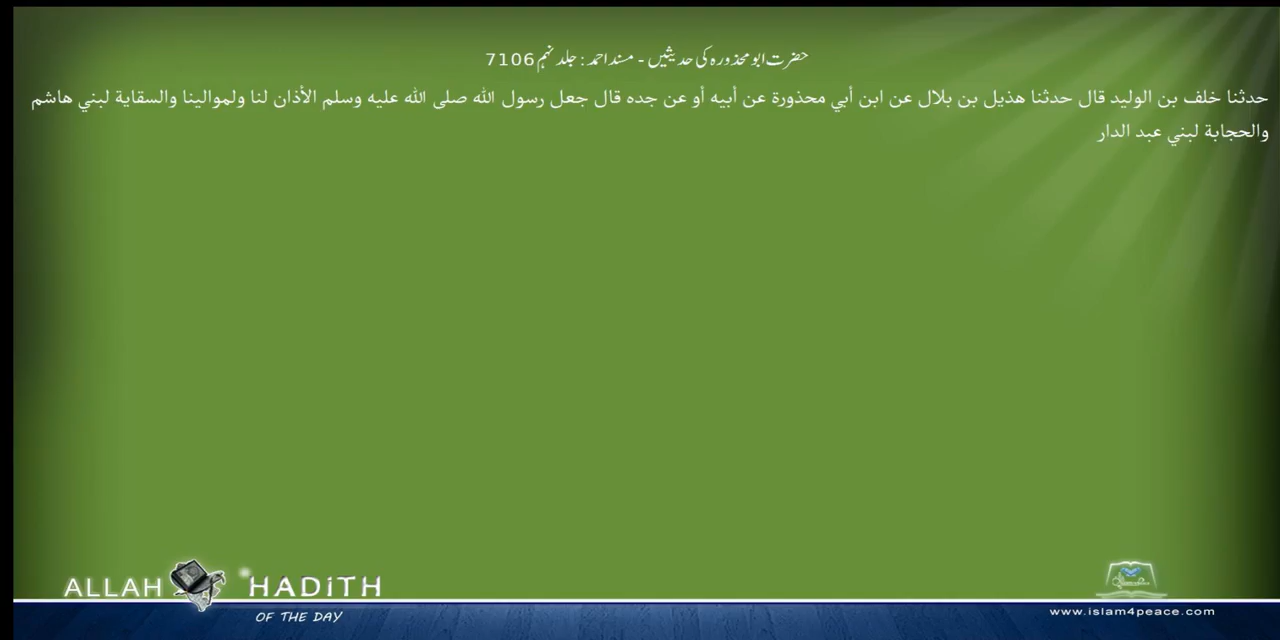 حضرت ابومحذورہ کی حدیثیں - مسند احمد : جلد نہم 7106
حدثنا خلف بن الوليد قال حدثنا هذيل بن بلال عن ابن أبي محذورة عن أبيه أو عن جده قال جعل رسول الله صلى الله عليه وسلم الأذان لنا ولموالينا والسقاية لبني هاشم
والحجابة لبني عبد الدار
ALLAH HADITH
OF THE DAY
www.islam4peace.com